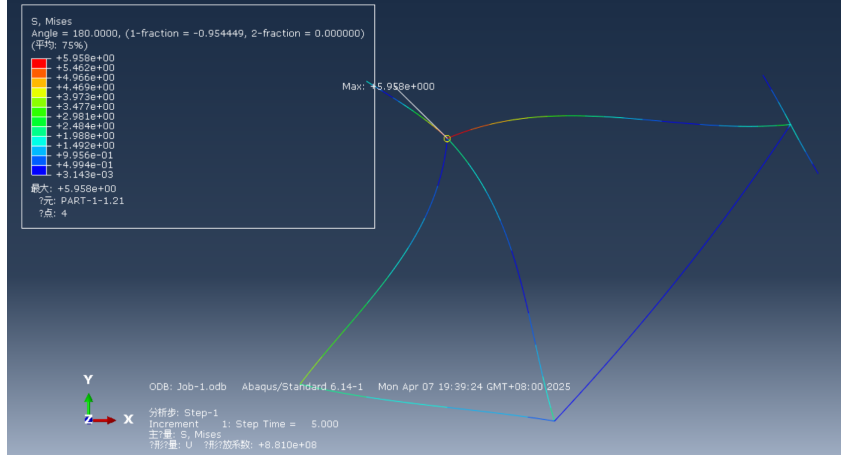 S, Mises
Angle = 180.0000, (1-fraction = -0.954449, 2-fraction = 0.000000)
(平均: 75%)
+5.958e+00
+5.462e+00
+4.966e+00
+4.469e+00
+3.973e+00
+3.477e+00
+2.981e+00
+2.484e+00
+1.988e+00
+1.492e+00
+9.956e-01
+4.994e-01
+3.143e-03
最大: +5.958e+00
?元: PART-1-1.21
?点: 4
Max: +5.958e+000
Y
Z X
ODB: Job-1.odb Abaqus/Standard 6.14-1 Mon Apr 07 19:39:24 GMT+08:00 2025
分析步: Step-1
Increment 1: Step Time = 5.000
主?量: S, Mises
?形?量: U ?形?放系数: +8.810e+08